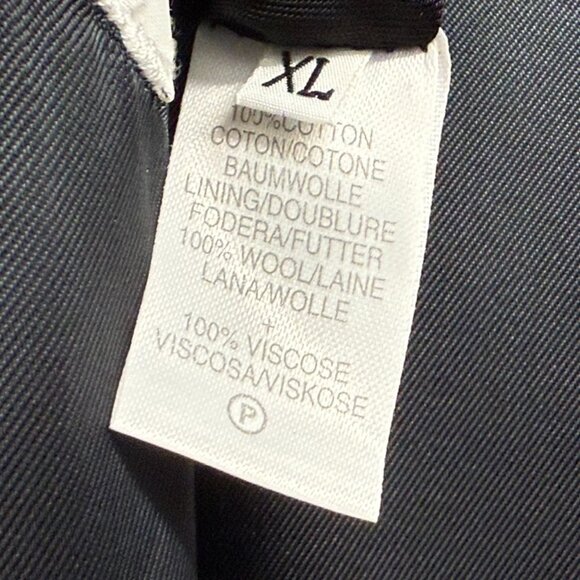 XL
100%COTTON
COTON/COTONE
BAUMWOLLE
LINING/DOUBLURE
FODERA/FUTTER
100% WOOL/LAINE
LANA/WOLLE
+
100% VISCOSE
VISCOSA/VISKOSE
P